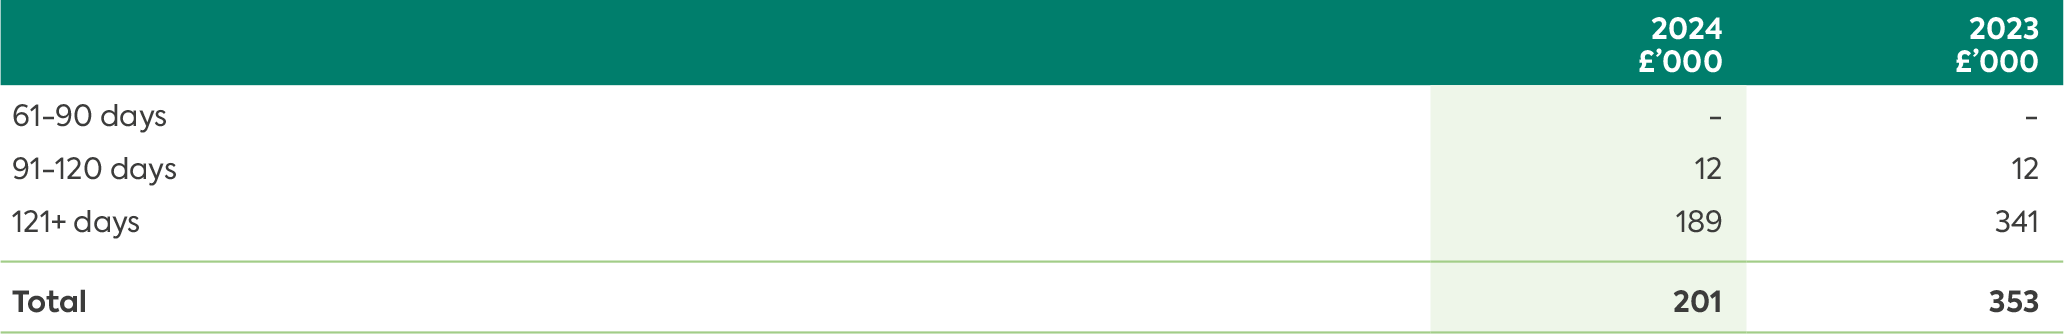 2024 2023
£’000 £’000
61–90 days – –
91–120 days 12 12
121+ days 189 341
Total 201 353